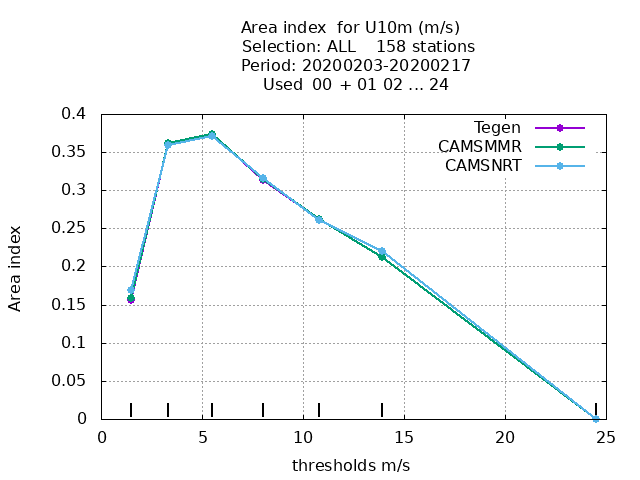 Area index  for U10m (m/s)
Selection: ALL    158 stations
Period: 20200203-20200217
Used  00 + 01 02 ... 24
Tegen
CAMSMMR
CAMSNRT
0.4
0.35
0.3
0.25
0.2
0.15
0.1
0.05
0
Area index
0 5 10 15 20 25
thresholds m/s